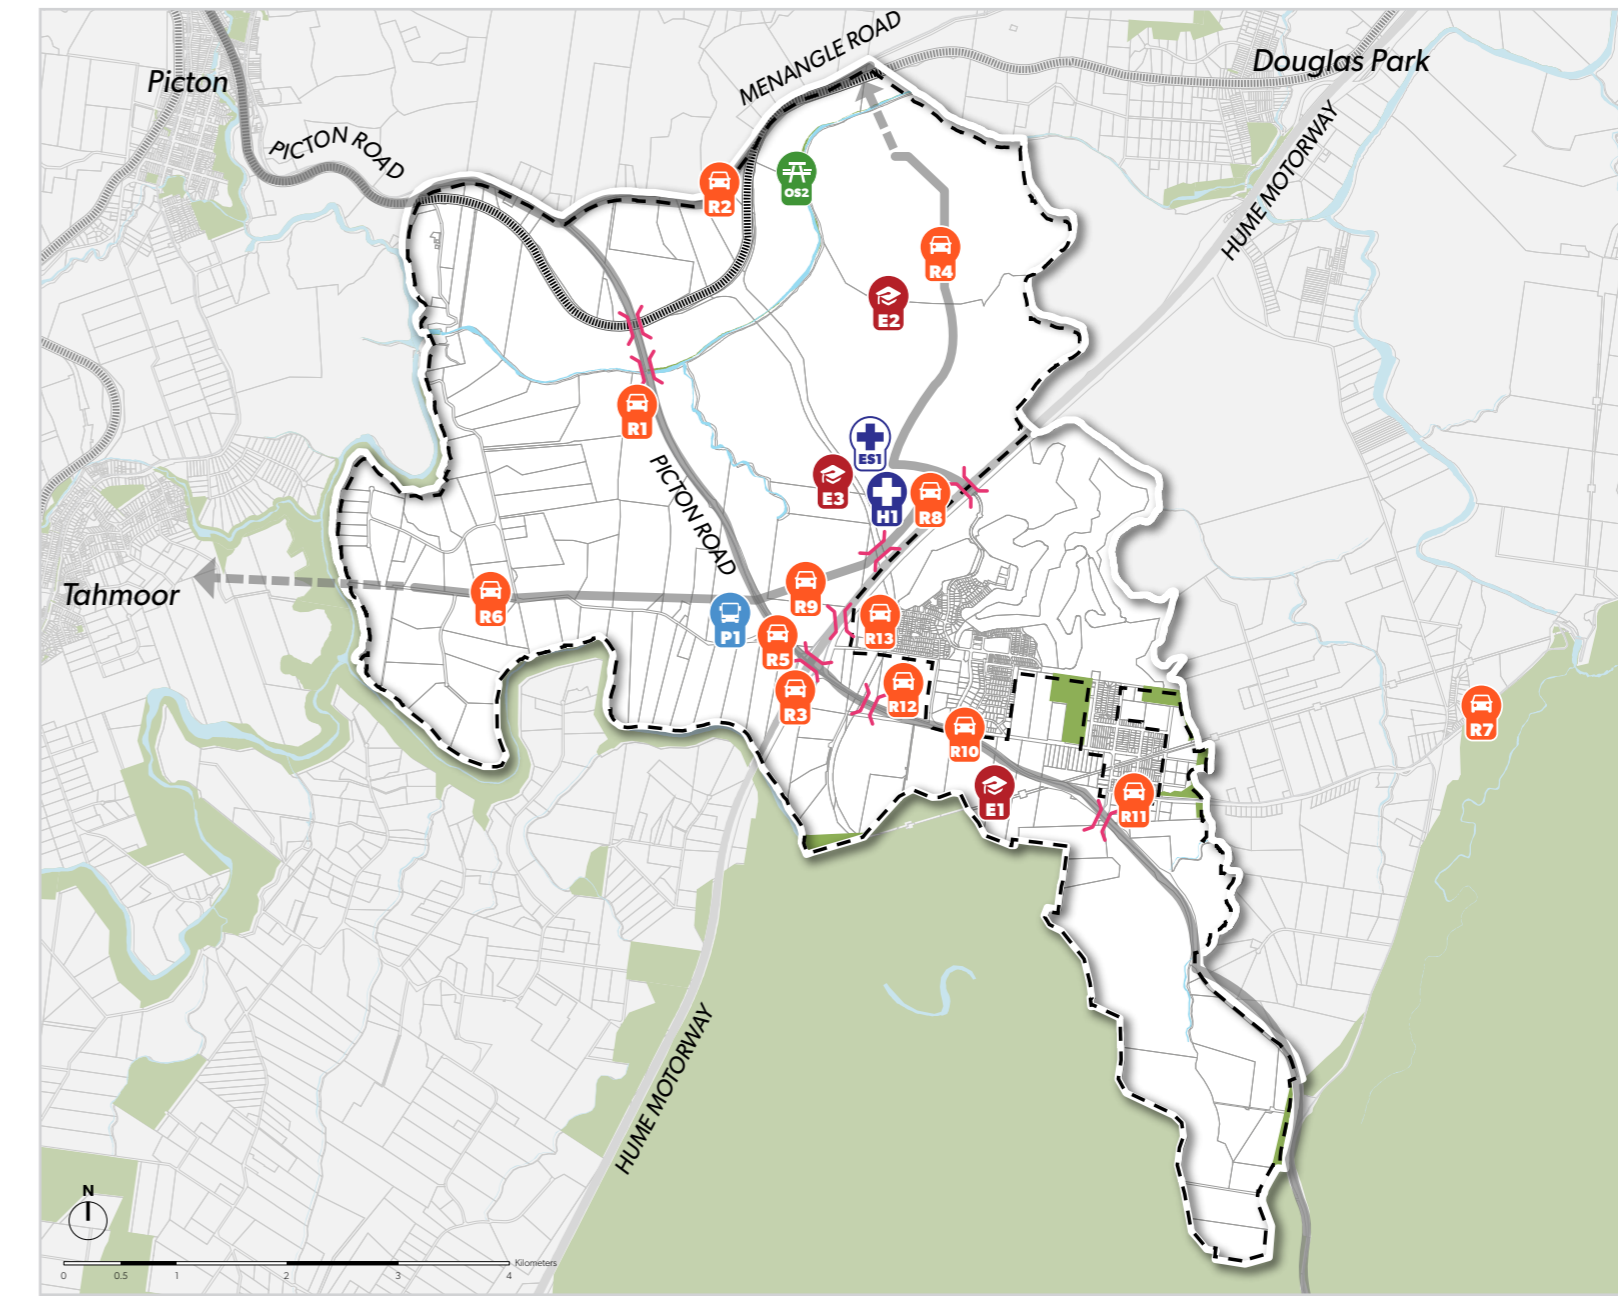 MENANGLE ROAD
Douglas Park
Picton
PICTON ROAD
HUME MOTORWAY
R2
OS2
R4
E2
R1
ES1
PICTON ROAD
E3
H1
R8
Tahmoor
R6
R9
P1
R13
R5
R3
R12
R10
R7
E1
R11
HUME MOTORWAY
N
Kilometers
0 0.5 1 2 3 4